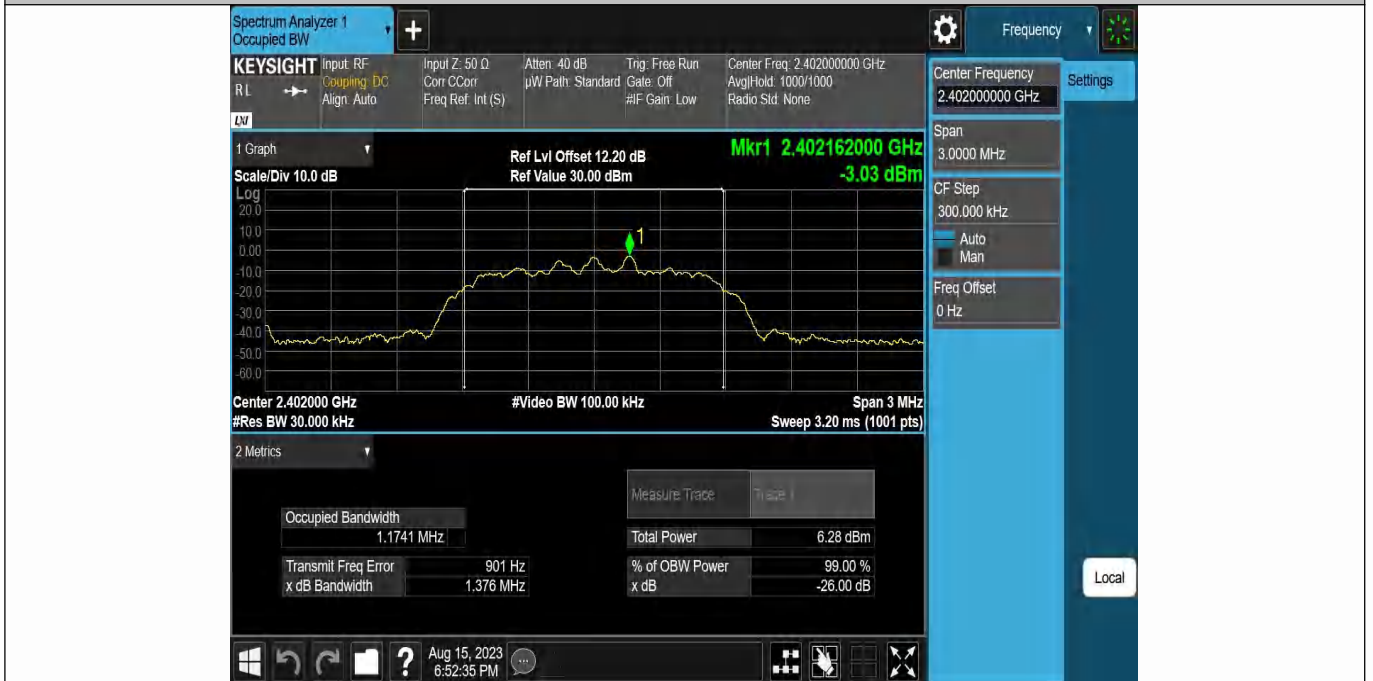 Spectrum Analyzer 1
Occupied BW
+
Frequency
KEYSIGHT
R L
LXI
Input: RF
Coupling: DC
Align: Auto
Input Z: 50 Ω
Corr CCorr
Freq Ref: Int (S)
Atten: 40 dB
µW Path: Standard
Trig: Free Run
Gate: Off
#IF Gain: Low
Center Freq: 2.402000000 GHz
Avg|Hold: 1000/1000
Radio Std: None
Center Frequency
2.402000000 GHz
Settings
Span
3.0000 MHz
CF Step
300.000 kHz
Auto
Man
Freq Offset
0 Hz
Local
1 Graph
Scale/Div 10.0 dB
Ref Lvl Offset 12.20 dB
Ref Value 30.00 dBm
Mkr1 2.402162000 GHz
-3.03 dBm
Log
20.0
10.0
0.00
-10.0
-20.0
-30.0
-40.0
-50.0
-60.0
1
Center 2.402000 GHz
#Res BW 30.000 kHz
#Video BW 100.00 kHz
Span 3 MHz
Sweep 3.20 ms (1001 pts)
2 Metrics
Measure Trace Trace 1
Occupied Bandwidth
1.1741 MHz
Total Power 6.28 dBm
Transmit Freq Error 901 Hz
% of OBW Power 99.00 %
x dB Bandwidth 1.376 MHz
x dB -26.00 dB
?
Aug 15, 2023
6:52:35 PM